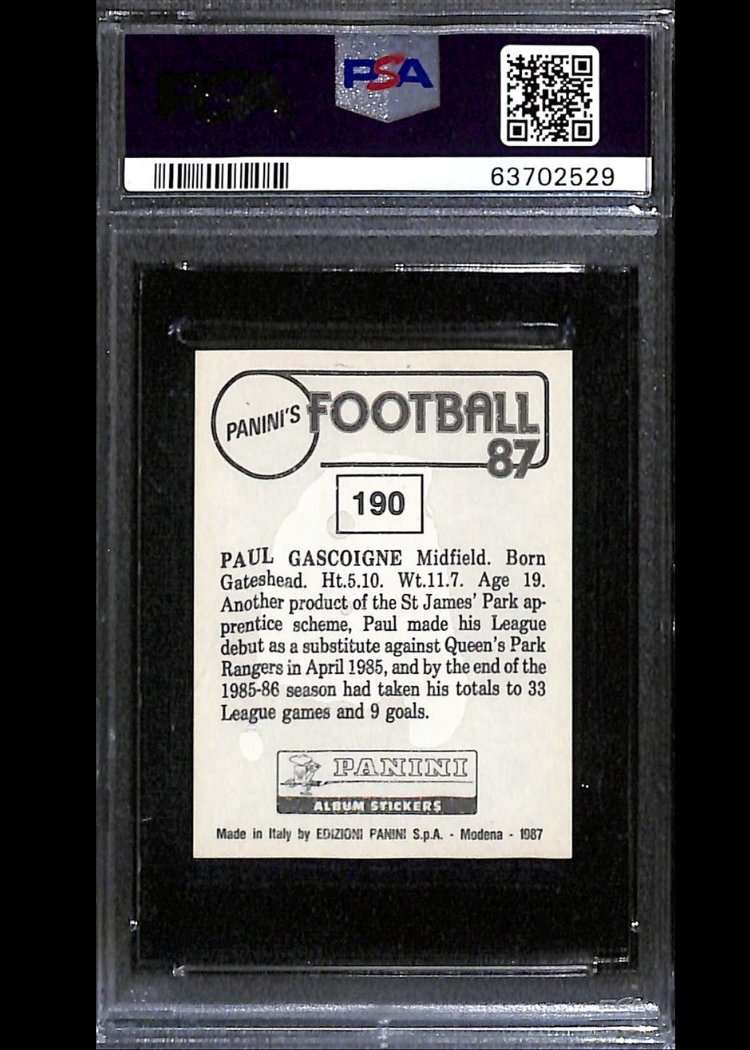 PSA
63702529
PANINI'S FOOTBALL
87
190
PAUL GASCOIGNE Midfield. Born
Gateshead. Ht.5.10. Wt.11.7. Age 19.
Another product of the St James' Park ap-
prentice scheme, Paul made his League
debut as a substitute against Queen's Park
Rangers in April 1985, and by the end of the
1985-86 season had taken his totals to 33
League games and 9 goals.
PANINI
ALBUM STICKERS
Made in Italy by EDIZIONI PANINI S.p.A. - Modena - 1987